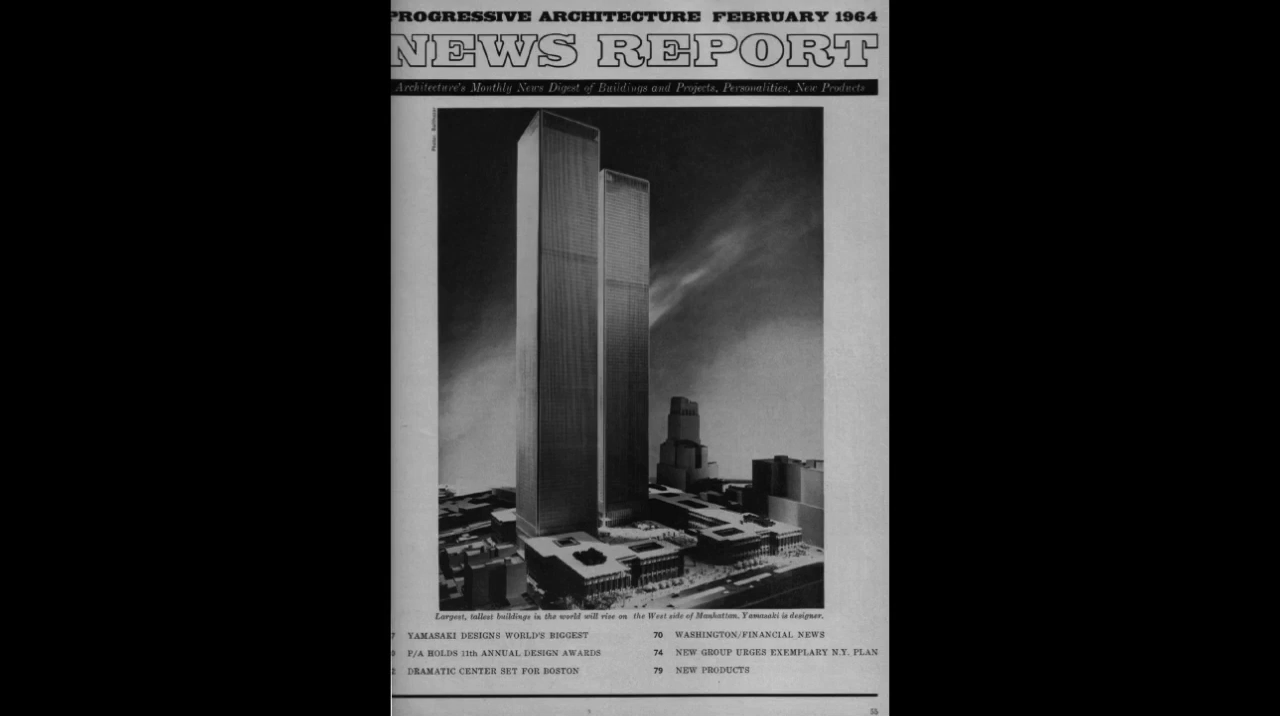 PROGRESSIVE ARCHITECTURE FEBRUARY 1964
NEWS REPORT
Architecture's Monthly News Digest of Buildings and Projects, Personalities, New Products
Largest, tallest buildings in the world will rise on the West side of Manhattan. Yamasaki is designer.
7 YAMASAKI DESIGNS WORLD'S BIGGEST
P/A HOLDS 11th ANNUAL DESIGN AWARDS
2 DRAMATIC CENTER SET FOR BOSTON
70 WASHINGTON/FINANCIAL NEWS
74 NEW GROUP URGES EXEMPLARY N.Y. PLAN
79 NEW PRODUCTS
55